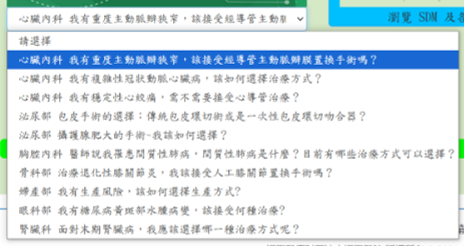 心臟內科 我有重度主動脈瓣狹窄，該接受經導管主動脈
瀏覽 SDM 及
請選擇
心臟內科 我有重度主動脈瓣狹窄，該接受經導管主動脈瓣膜置換手術嗎？
心臟內科 我有複雜性冠狀動脈心臟病，該如何選擇治療方式？
心臟內科 我有穩定性心絞痛，需不需要接受心導管治療？
泌尿部 包皮手術的選擇：傳統包皮環切術或是一次性包皮環切吻合器？
泌尿部 攝護腺肥大的手術-我該如何選擇？
胸腔內科 醫師說我罹患間質性肺病，間質性肺病是什麼？目前有哪些治療方式可以選擇？
骨科部 治療退化性膝關節炎，我該接受人工膝關節置換手術嗎？
婦產部 我有生產風險，該如何選擇生產方式？
眼科部 我有糖尿病黃斑部水腫病變，該接受何種治療？
腎臟科 面對末期腎臟病，我應該選擇哪一種治療方式呢？